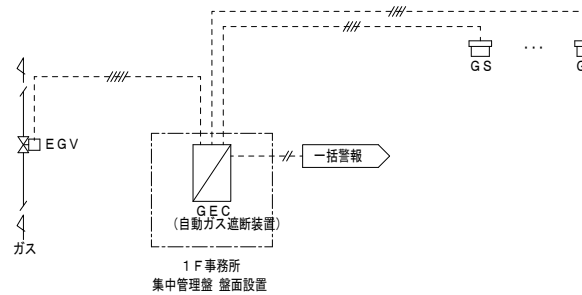 GS
・・・
G
EGV
一括警報
GEC
(自動ガス遮断装置)
ガス
1F事務所
集中管理盤 盤面設置